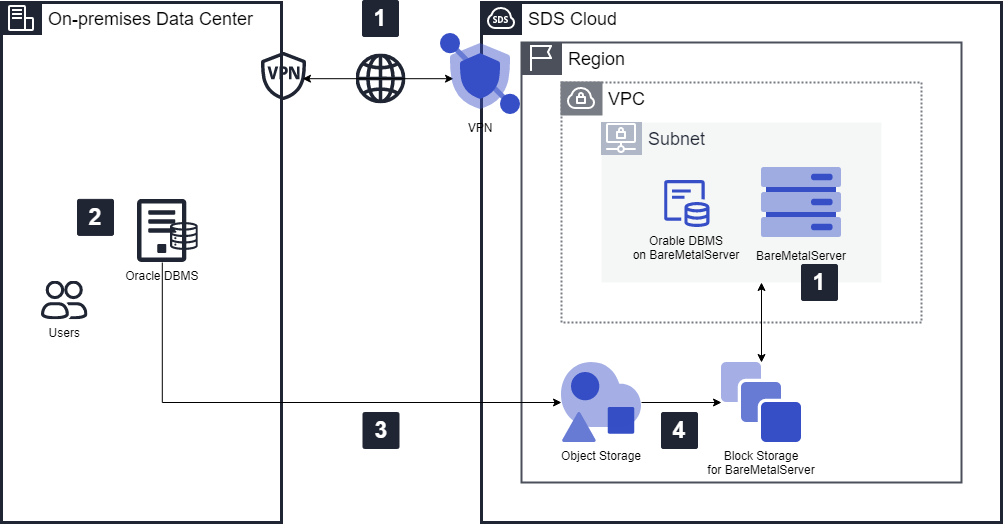 On-premises Data Center
1
SDS
SDS Cloud
Region
VPN
VPN
VPC
Subnet
2
Oracle DBMS
Users
Orable DBMS
on BareMetalServer
BareMetalServer
1
3
Object Storage
4
Block Storage
for BareMetalServer